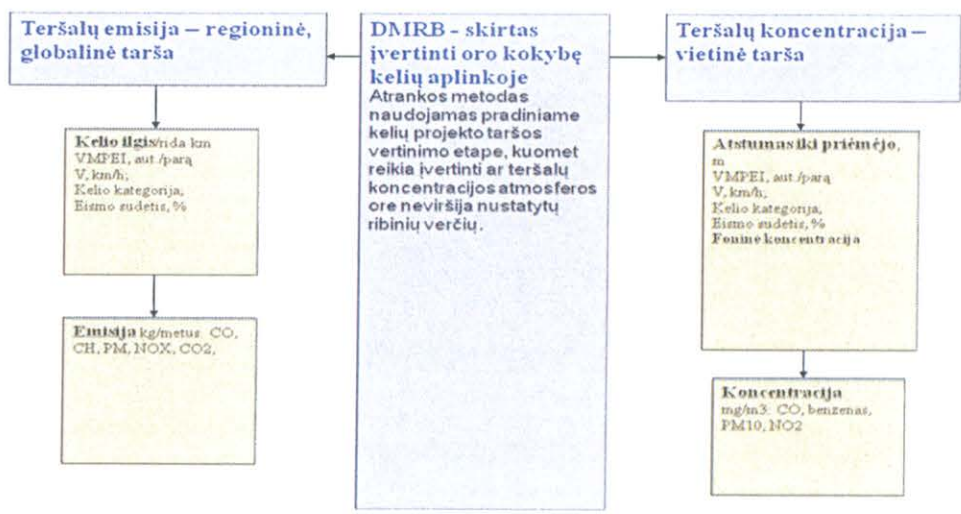 Teršalų emisija – regioninė,
globalinė tarša
Kelio ilgis/rida km
VMPEI, aut./parą
V, km/h;
Kelio kategorija,
Eismo sudėtis, %
Emisija kg/metus: CO,
CH, PM, NOX, CO2,
DMRB - skirtas
įvertinti oro kokybę
kelių aplinkoje
Atrankos metodas
naudojamas pradiniame
kelių projekto taršos
vertinimo etape, kuomet
reikia įvertinti ar teršalų
koncentracijos atmosferos
ore neviršija nustatytų
ribinių verčių.
Teršalų koncentracija –
vietinė tarša
Atstumas iki priėmėjo,
m
VMPEI, aut./parą
V, km/h;
Kelio kategorija,
Eismo sudėtis, %
Foninė koncentracija
Koncentracija
mg/m3: CO, benzenas,
PM10, NO2